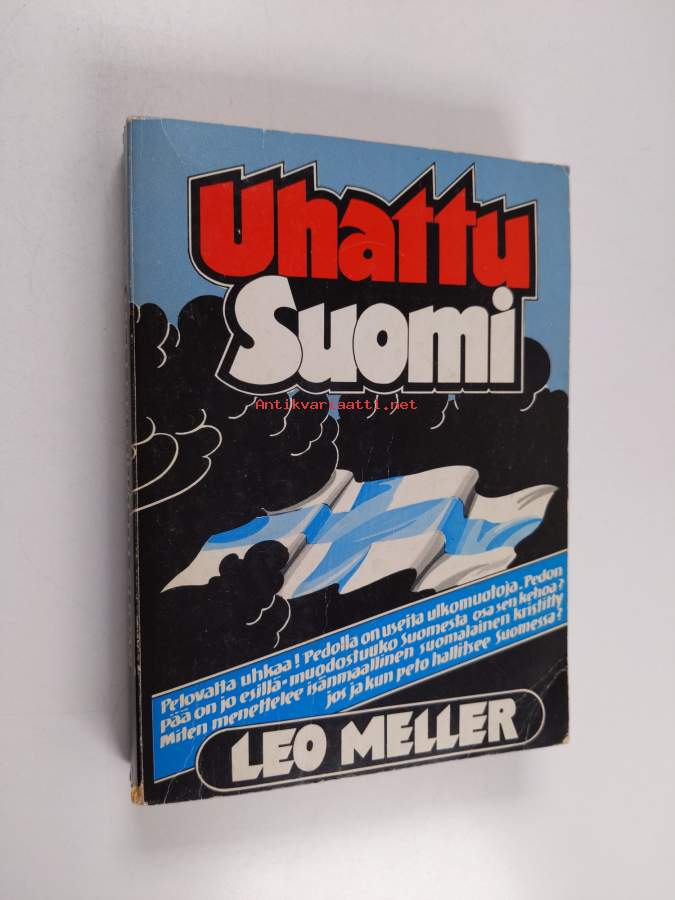 Uhattu
Suomi
Antikvariaatti.net
Petovalta uhkaa! Pedolla on useita ulkomuotoja. Pedon
pää on jo esillä-muodostuuko Suomesta osa sen kehoa?
Miten menettelee isänmaallinen suomalainen kristitty
jos ja kun peto hallitsee Suomessa?
LEO MELLER